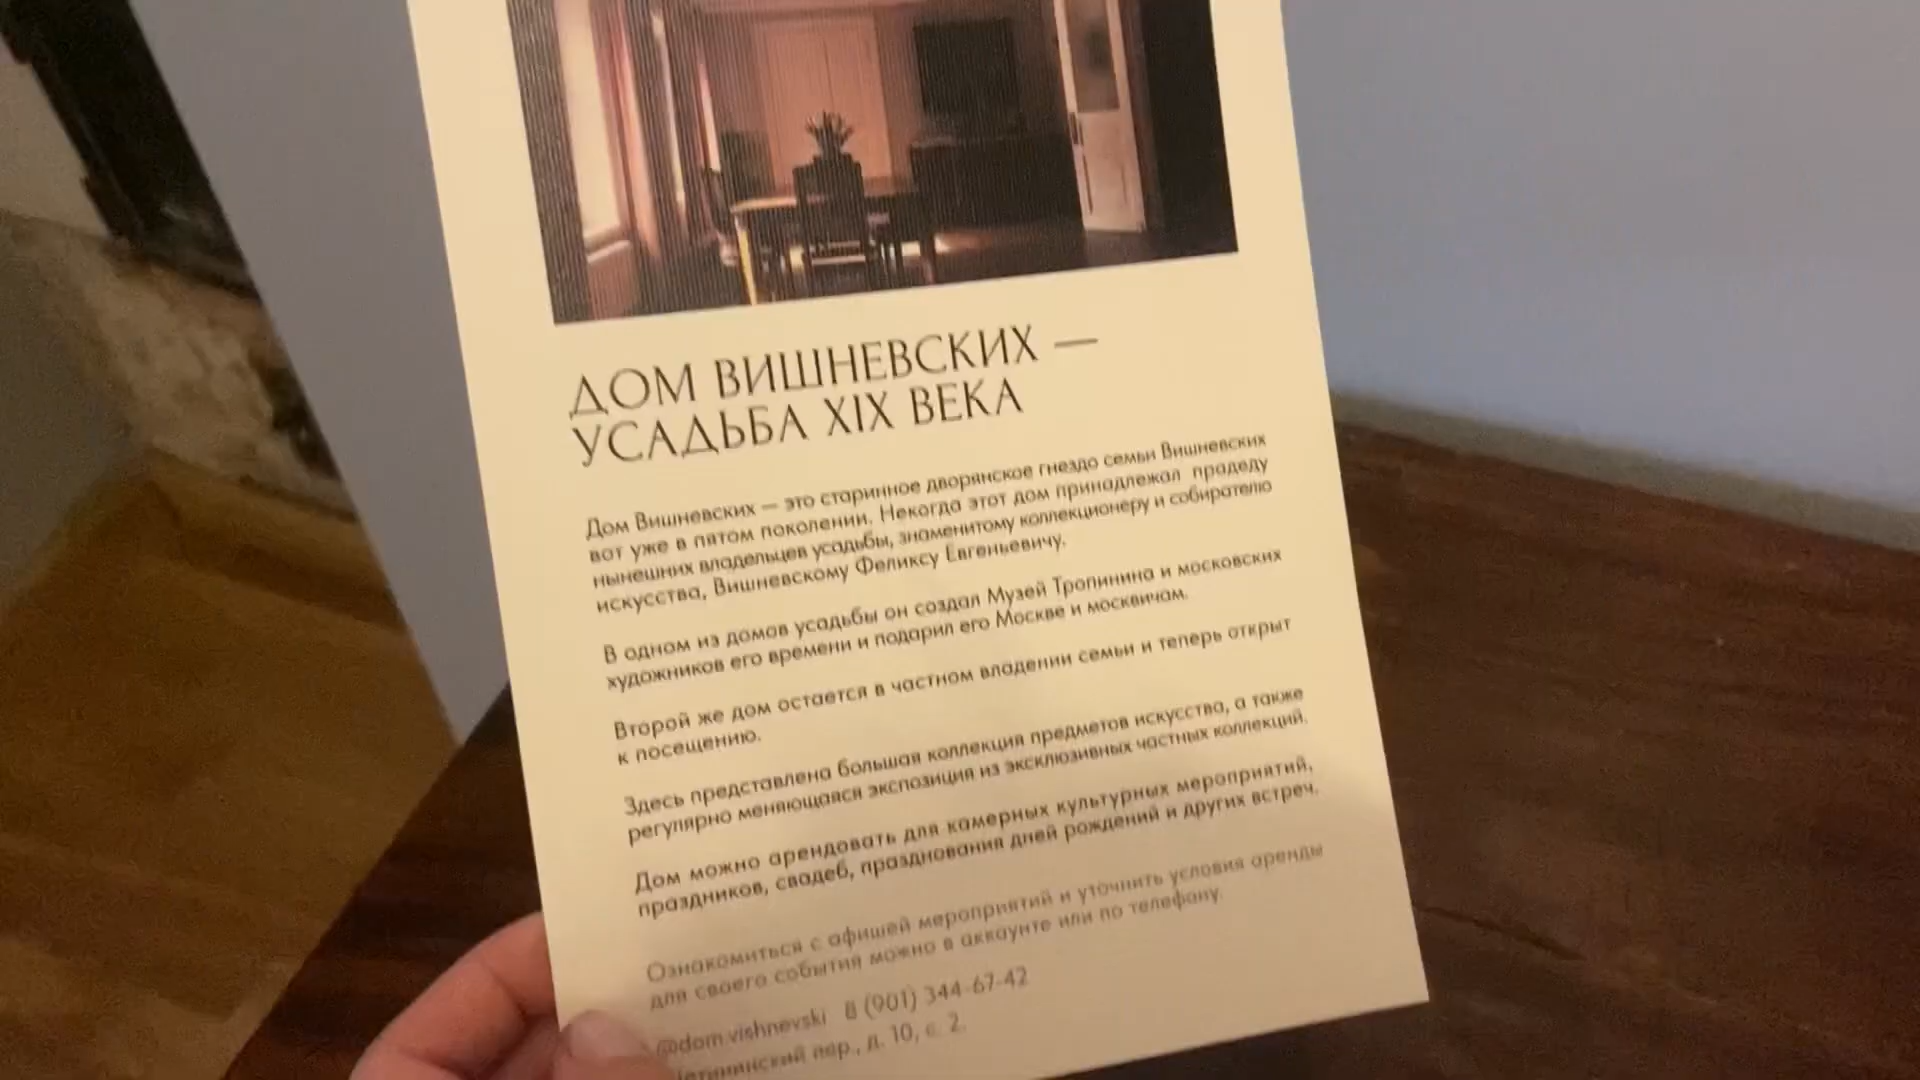 ДОМ ВИШНЕВСКИХ —
УСАДЬБА XIX ВЕКА
Дом Вишневских — это старинное дворянское гнездо семьи Вишневских
вот уже в пятом поколении. Некогда этот дом принадлежал прадеду
нынешних владельцев усадьбы, знаменитому коллекционеру и собирателю
искусства, Вишневскому Феликсу Евгеньевичу.
В одном из домов усадьбы он создал Музей Тропинина и московских
художников его времени и подарил его Москве и москвичам.
Второй же дом остается в частном владении семьи и теперь открыт
к посещению.
Здесь представлена большая коллекция предметов искусства, а также
регулярно меняющаяся экспозиция из эксклюзивных частных коллекций.
Дом можно арендовать для камерных культурных мероприятий,
праздников, свадеб, празднования дней рождений и других встреч.
Ознакомиться с афишей мероприятий и уточнить условия аренды
для своего события можно в аккаунте или по телефону.
@dom.vishnevski 8 (901) 344-67-42
пер., д. 10, с. 2.